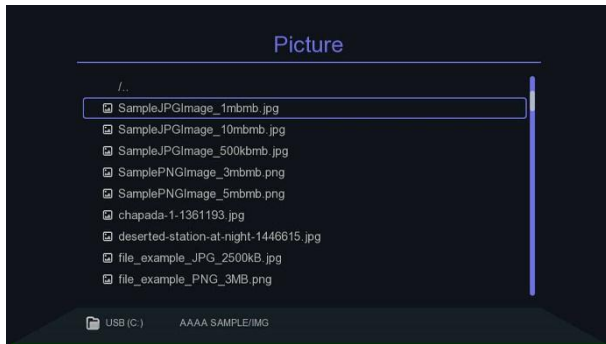 Picture
/..
SampleJPGImage_1mbmb.jpg
SampleJPGImage_10mbmb.jpg
SampleJPGImage_500kbmb.jpg
SamplePNGImage_3mbmb.png
SamplePNGImage_5mbmb.png
chapada-1-1361193.jpg
deserted-station-at-night-1446615.jpg
file_example_JPG_2500kB.jpg
file_example_PNG_3MB.png
USB (C:) AAAA SAMPLE/IMG